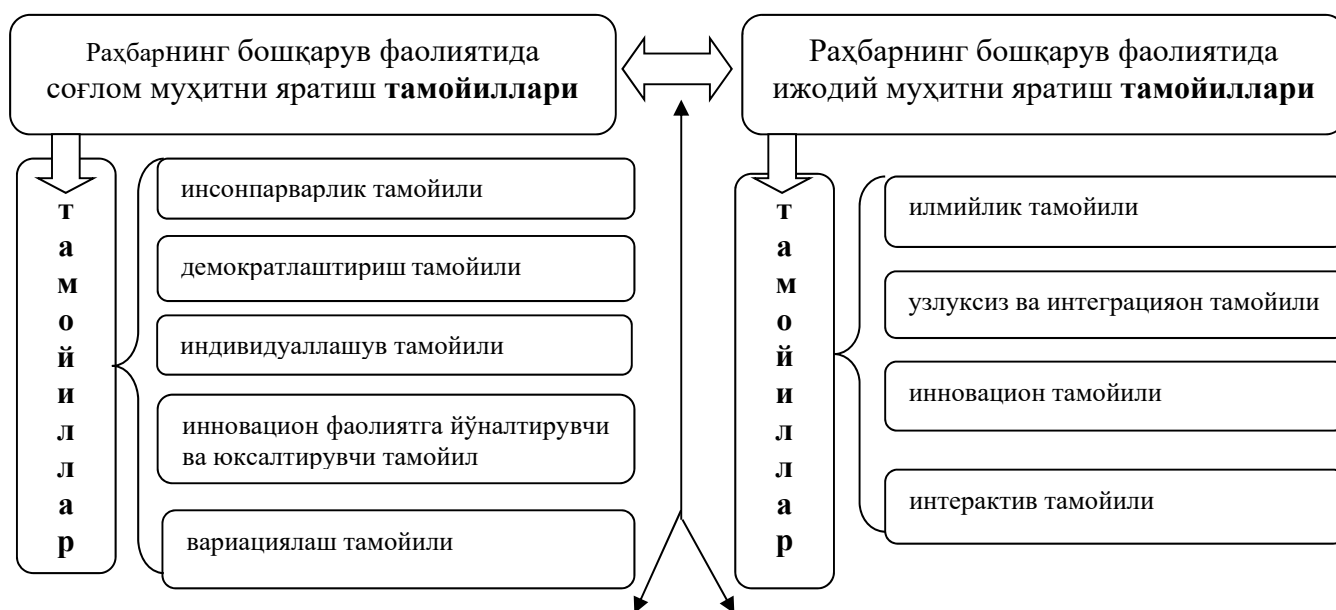 Раҳбарнинг бошқарув фаолиятида
соғлом муҳитни яратиш тамойиллари
Раҳбарнинг бошқарув фаолиятида
ижодий муҳитни яратиш тамойиллари
тамойиллар
инсонпарварлик тамойили
демократлаштириш тамойили
индивидуаллашув тамойили
инновацион фаолиятга йўналтирувчи
ва юксалтирувчи тамойил
вариациялаш тамойили
тамойиллар
илмийлик тамойили
узлуксиз ва интеграцияон тамойили
инновацион тамойили
интерактив тамойили